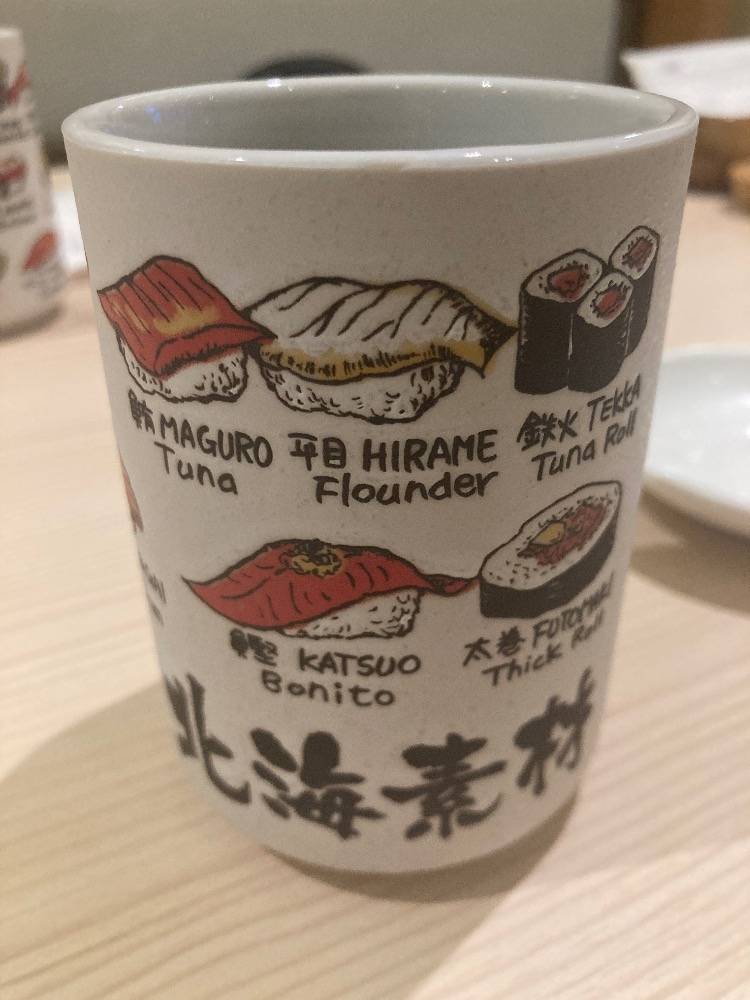 鮪 MAGURO
Tuna
平目 HIRAME
Flounder
鉄火 TEKKA
Tuna Roll
鰹 KATSUO
Bonito
太巻 FUTOMAKI
Thick Roll
北海素材